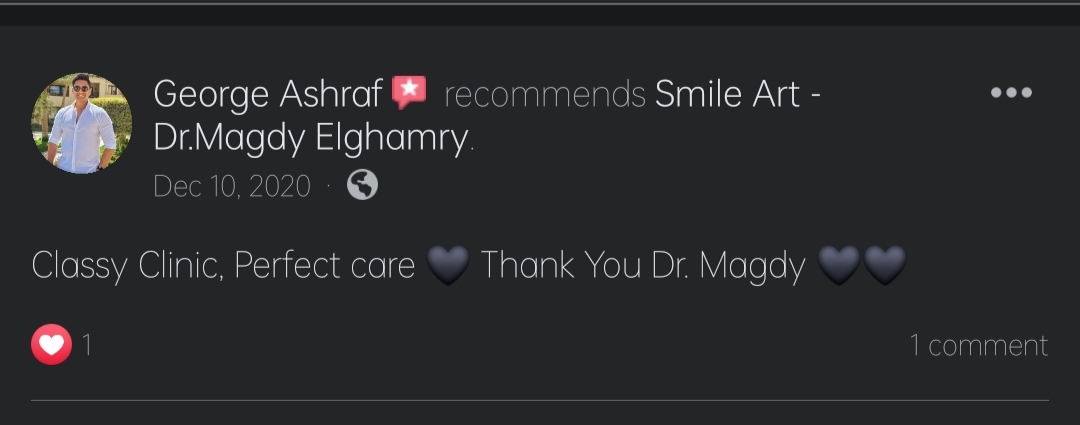 George Ashraf recommends Smile Art -
Dr.Magdy Elghamry.
Dec 10, 2020 ·
Classy Clinic, Perfect care 🖤 Thank You Dr. Magdy 🖤🖤
1
1 comment